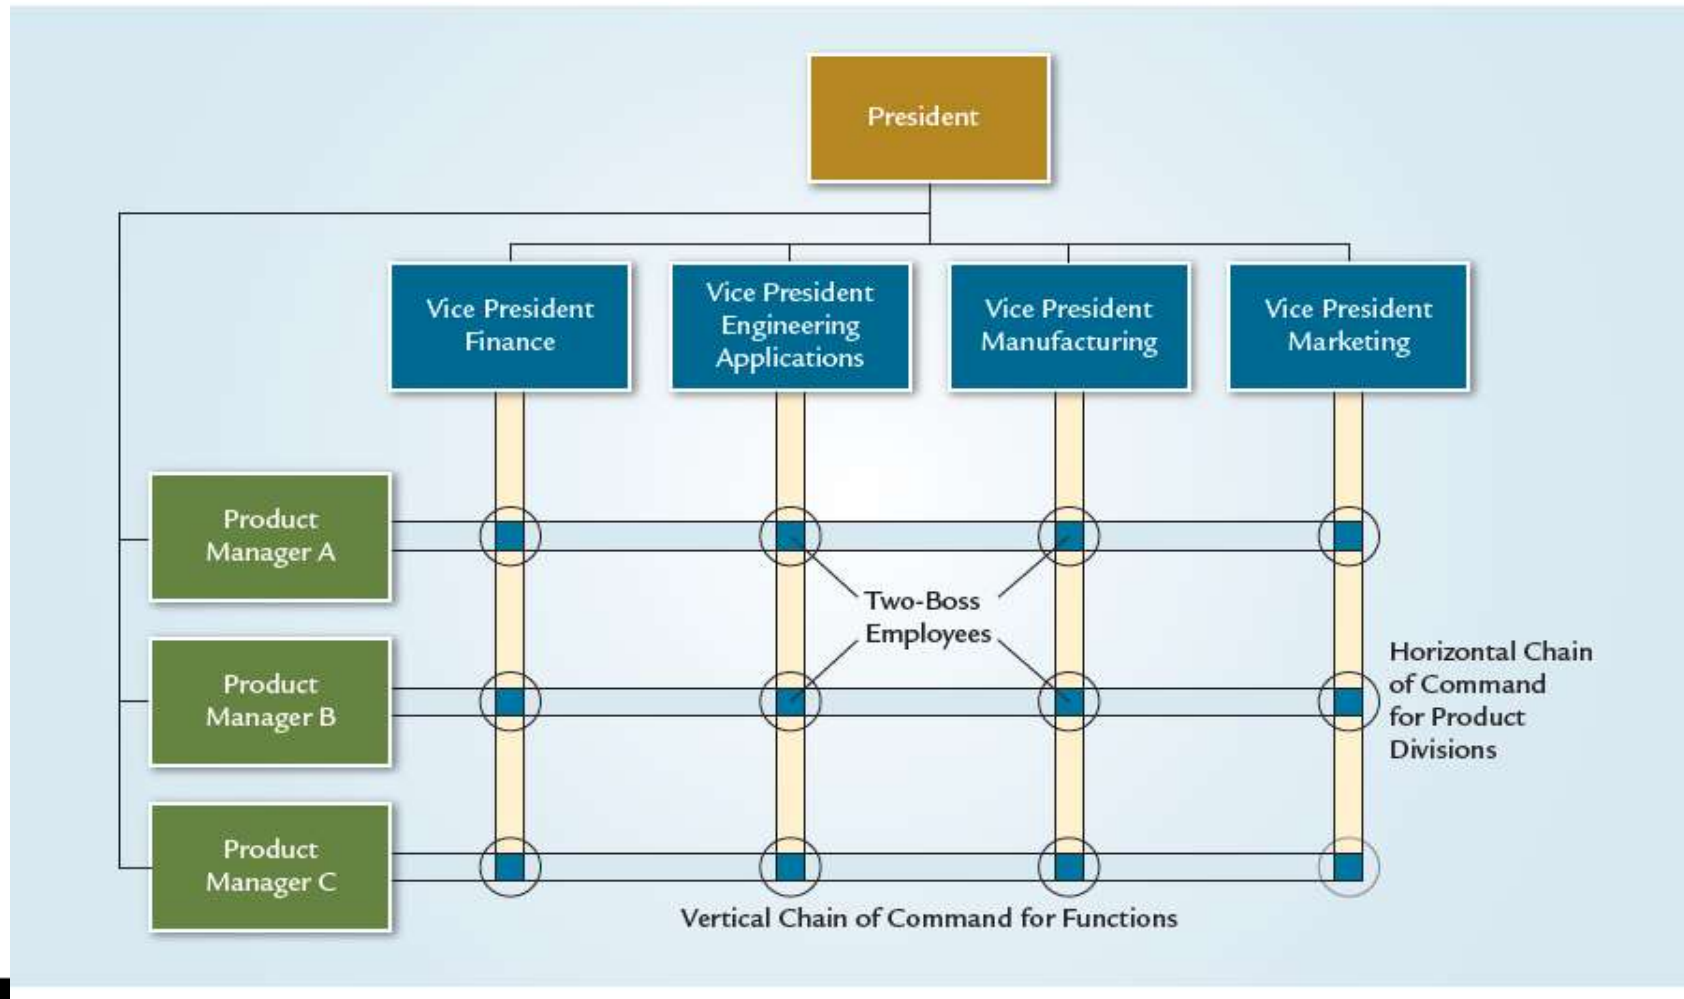 President
Vice President
Finance
Vice President
Engineering
Applications
Vice President
Manufacturing
Vice President
Marketing
Product
Manager A
Two-Boss
Employees
Product
Manager B
Horizontal Chain
of Command
for Product
Divisions
Product
Manager C
Vertical Chain of Command for Functions